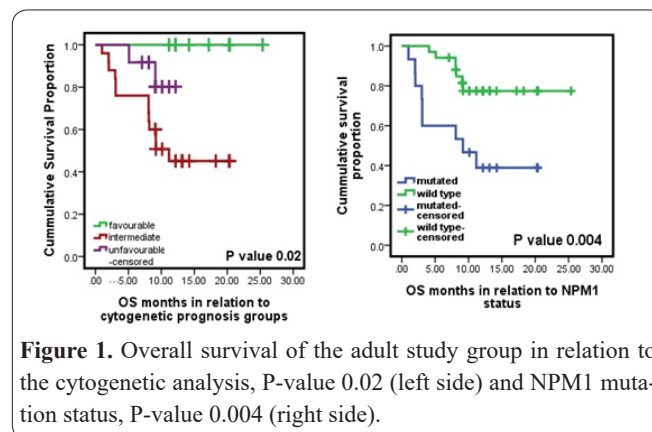 Cummulative Survival Proportion
1.0
0.8
0.6
0.4
0.2
0.0
favourable
intermediate
unfavourable
-censored
P value 0.02
.00 ...5.00 10.00 15.00 20.00 25.00 30.00
OS months in relation to
cytogenetic prognosis groups
Cummulative survival
proportion
1.0
0.8
0.6
0.4
0.2
0.0
mutated
wild type
mutated-
censored
wild type-
censored
P value 0.004
.00 5.00 10.00 15.00 20.00 25.00 30.00
OS months in relation to NPM1
status
Figure 1. Overall survival of the adult study group in relation to
the cytogenetic analysis, P-value 0.02 (left side) and NPM1 muta-
tion status, P-value 0.004 (right side).